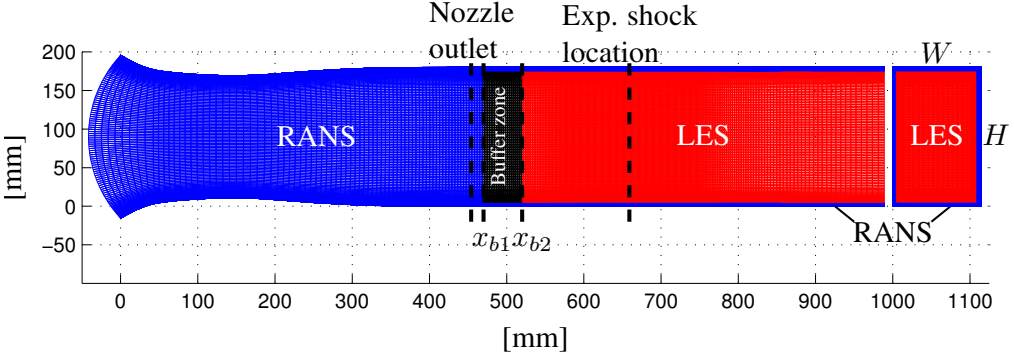 Nozzle
outlet
Exp. shock
location
W
200
150
100
50
0
−50
[mm]
RANS
Buffer zone
LES
LES
H
RANS
x_{b1} x_{b2}
0 100 200 300 400 500 600 700 800 900 1000 1100
[mm]